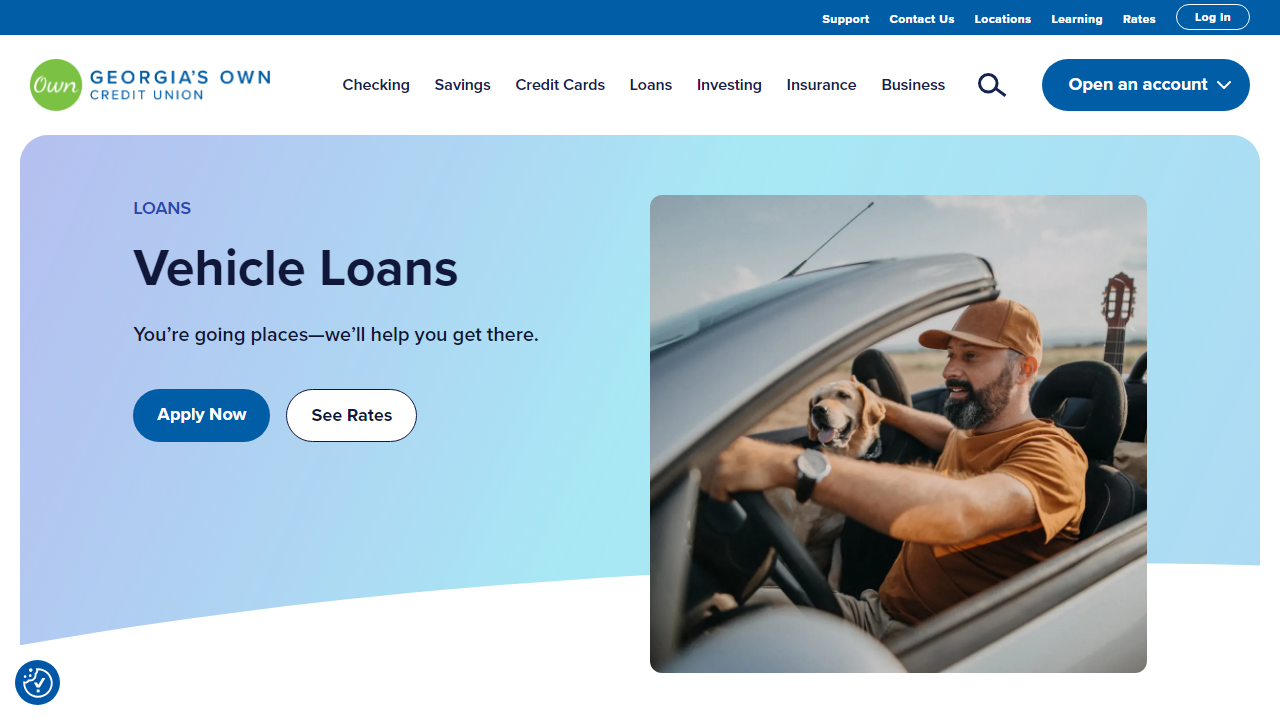 Support Contact Us Locations Learning Rates Log In
Own GEORGIA'S OWN
CREDIT UNION
Checking Savings Credit Cards Loans Investing Insurance Business Open an account
LOANS
Vehicle Loans
You're going places—we'll help you get there.
Apply Now See Rates